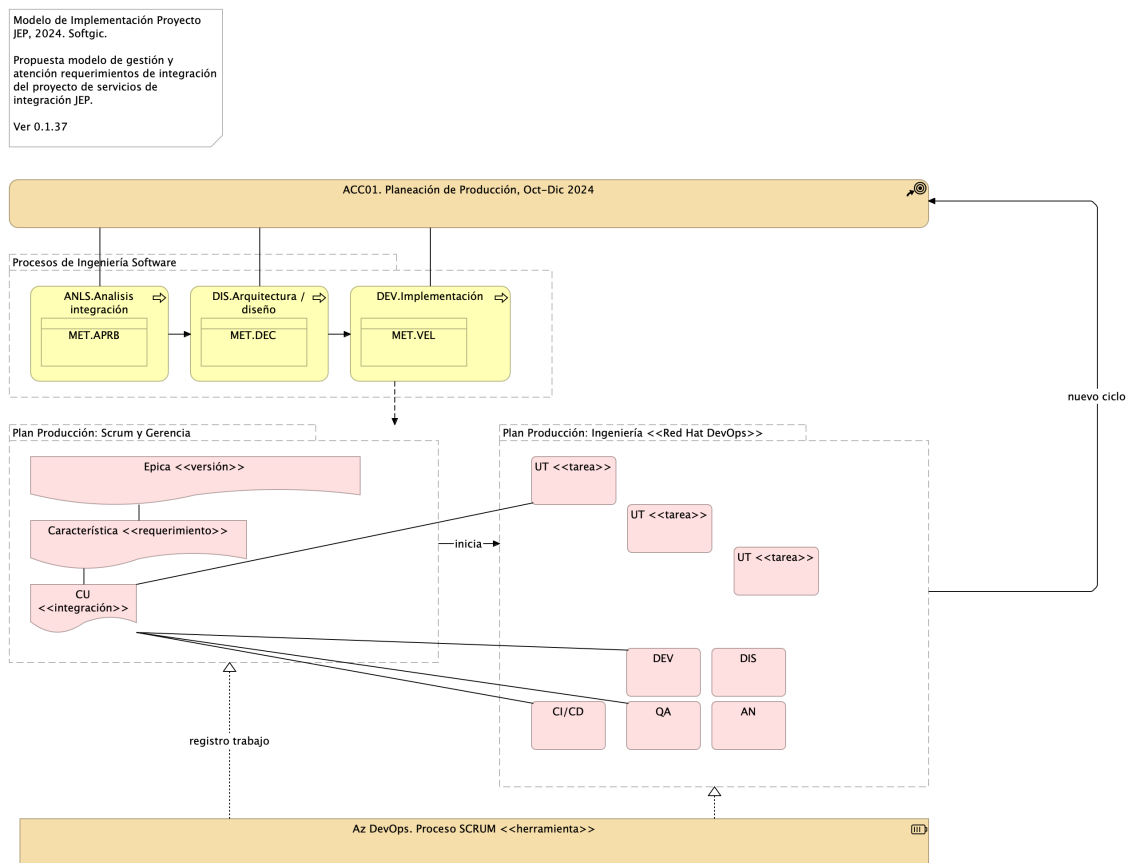 Modelo de Implementación Proyecto
JEP, 2024. Softgic.
Propuesta modelo de gestión y
atención requerimientos de integración
del proyecto de servicios de
integración JEP.
Ver 0.1.37
ACC01. Planeación de Producción, Oct-Dic 2024
Procesos de Ingeniería Software
ANLS.Analisis
integración
MET.APRB
DIS.Arquitectura /
diseño
MET.DEC
DEV.Implementación
MET.VEL
nuevo ciclo
Plan Producción: Scrum y Gerencia
Epica <<versión>>
Característica <<requerimiento>>
CU
<<integración>>
inicia
Plan Producción: Ingeniería <<Red Hat DevOps>>
UT <<tarea>>
UT <<tarea>>
UT <<tarea>>
DEV
DIS
CI/CD
QA
AN
registro trabajo
Az DevOps. Proceso SCRUM <<herramienta>>